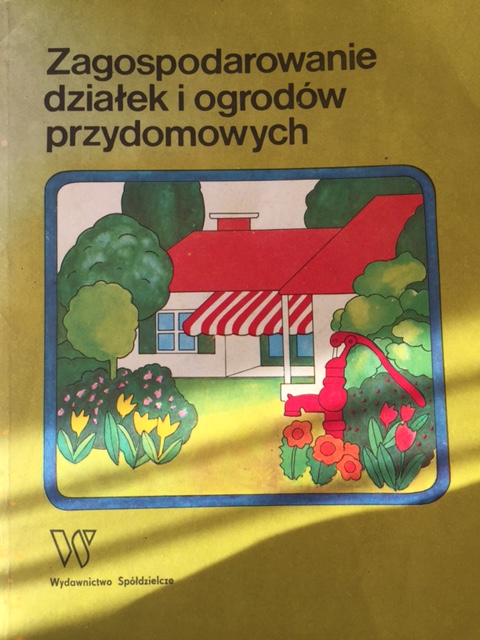 Zagospodarowanie
działek i ogrodów
przydomowych
Wydawnictwo Spółdzielcze